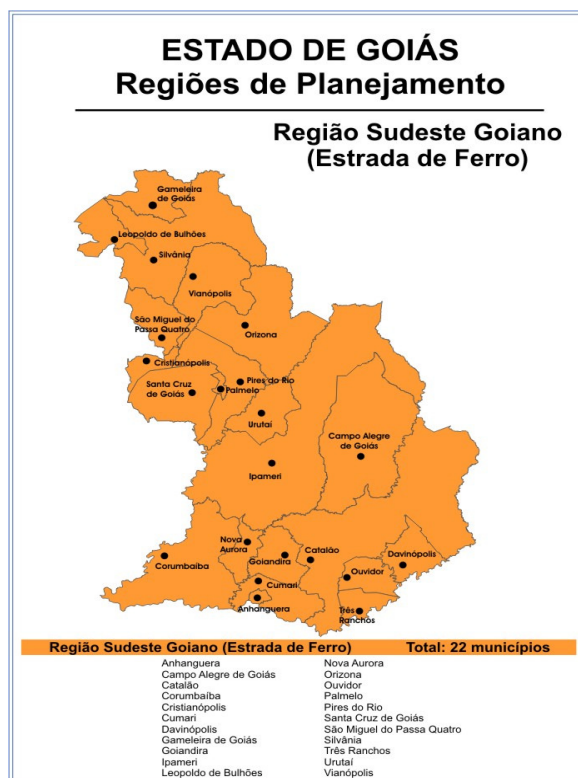 ESTADO DE GOIÁS
Regiões de Planejamento
Região Sudeste Goiano
(Estrada de Ferro)
Gameleira
de Goiás
Leopoldo de Bulhões
Silvânia
Vianópolis
São Miguel do
Passa Quatro
Orizona
Cristianópolis
Santa Cruz
de Goiás
Palmelo
Pires do Rio
Urutaí
Campo Alegre
de Goiás
Ipameri
Nova
Aurora
Corumbaíba
Goiandira
Catalão
Davinópolis
Ouvidor
Cumari
Anhanguera
Três
Ranchos
Região Sudeste Goiano (Estrada de Ferro) Total: 22 municípios
Anhanguera Nova Aurora
Campo Alegre de Goiás Orizona
Catalão Ouvidor
Corumbaíba Palmelo
Cristianópolis Pires do Rio
Cumari Santa Cruz de Goiás
Davinópolis São Miguel do Passa Quatro
Gameleira de Goiás Silvânia
Goiandira Três Ranchos
Ipameri Urutaí
Leopoldo de Bulhões Vianópolis